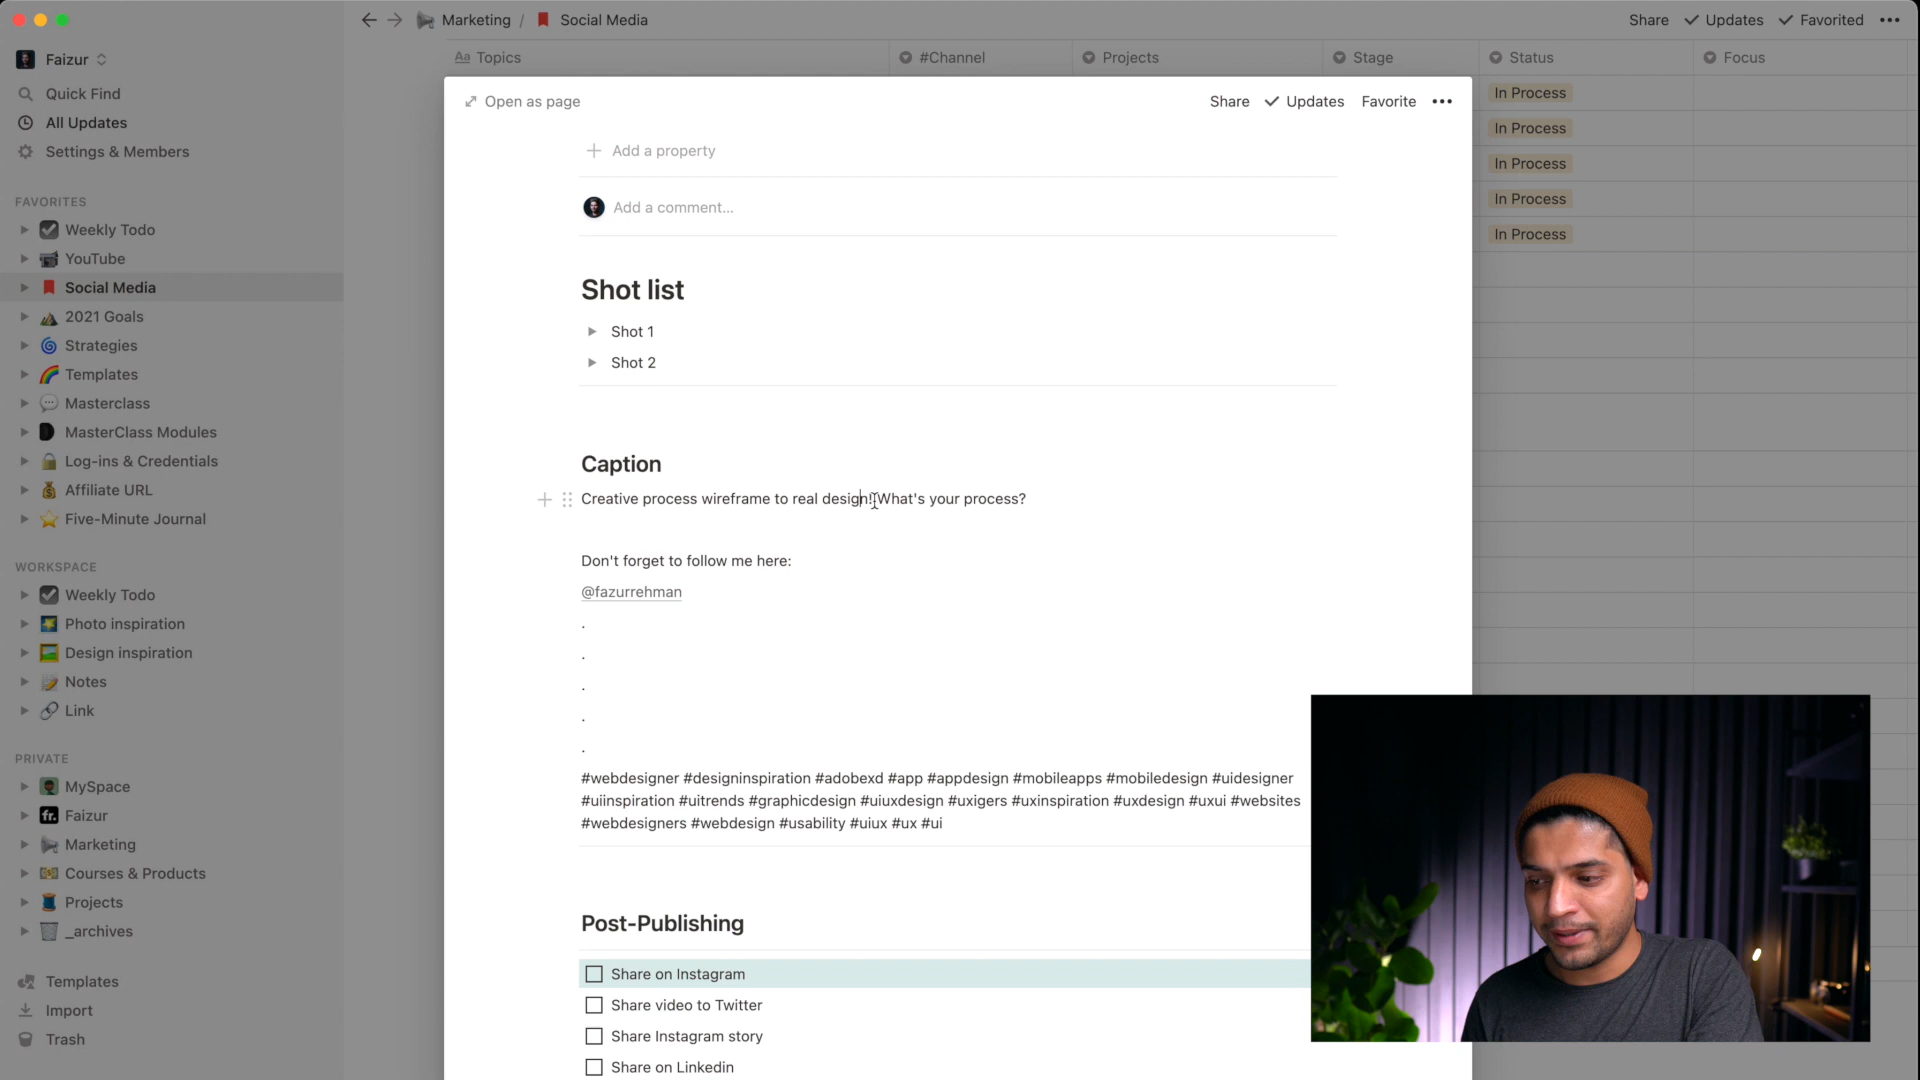 Marketing / Social Media
Share Updates Favorited
Faizur
Quick Find
All Updates
Settings & Members
FAVORITES
Weekly Todo
YouTube
Social Media
2021 Goals
Strategies
Templates
Masterclass
MasterClass Modules
Log-ins & Credentials
Affiliate URL
Five-Minute Journal
WORKSPACE
Weekly Todo
Photo inspiration
Design inspiration
Notes
Link
PRIVATE
MySpace
fr. Faizur
Marketing
Courses & Products
Projects
_archives
Templates
Import
Trash
Aa Topics #Channel Projects Stage Status Focus
In Process
In Process
In Process
In Process
In Process
Open as page Share Updates Favorite
Add a property
Add a comment...
Shot list
Shot 1
Shot 2
Caption
Creative process wireframe to real design! What's your process?
Don't forget to follow me here:
@fazurrehman
.
.
.
.
.
#webdesigner #designinspiration #adobexd #app #appdesign #mobileapps #mobiledesign #uidesigner
#uiinspiration #uitrends #graphicdesign #uiuxdesign #uxigers #uxinspiration #uxdesign #uxui #websites
#webdesigners #webdesign #usability #uiux #ux #ui
Post-Publishing
Share on Instagram
Share video to Twitter
Share Instagram story
Share on Linkedin